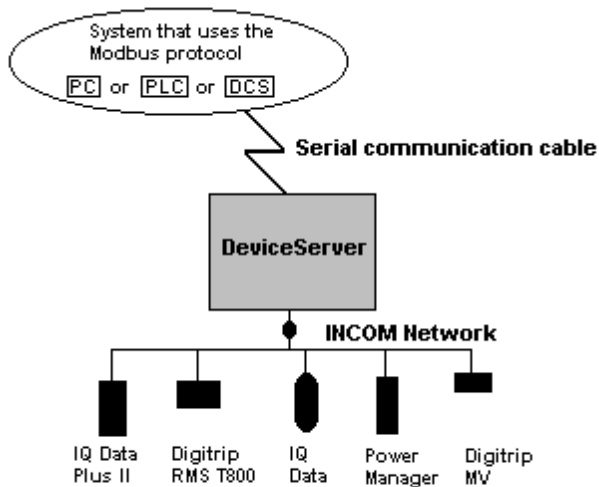 System that uses the
Modbus protocol
PC or PLC or DCS
Serial communication cable
DeviceServer
INCOM Network
IQ Data
Plus II
Digitrip
RMS T800
IQ
Data
Power
Manager
Digitrip
MV